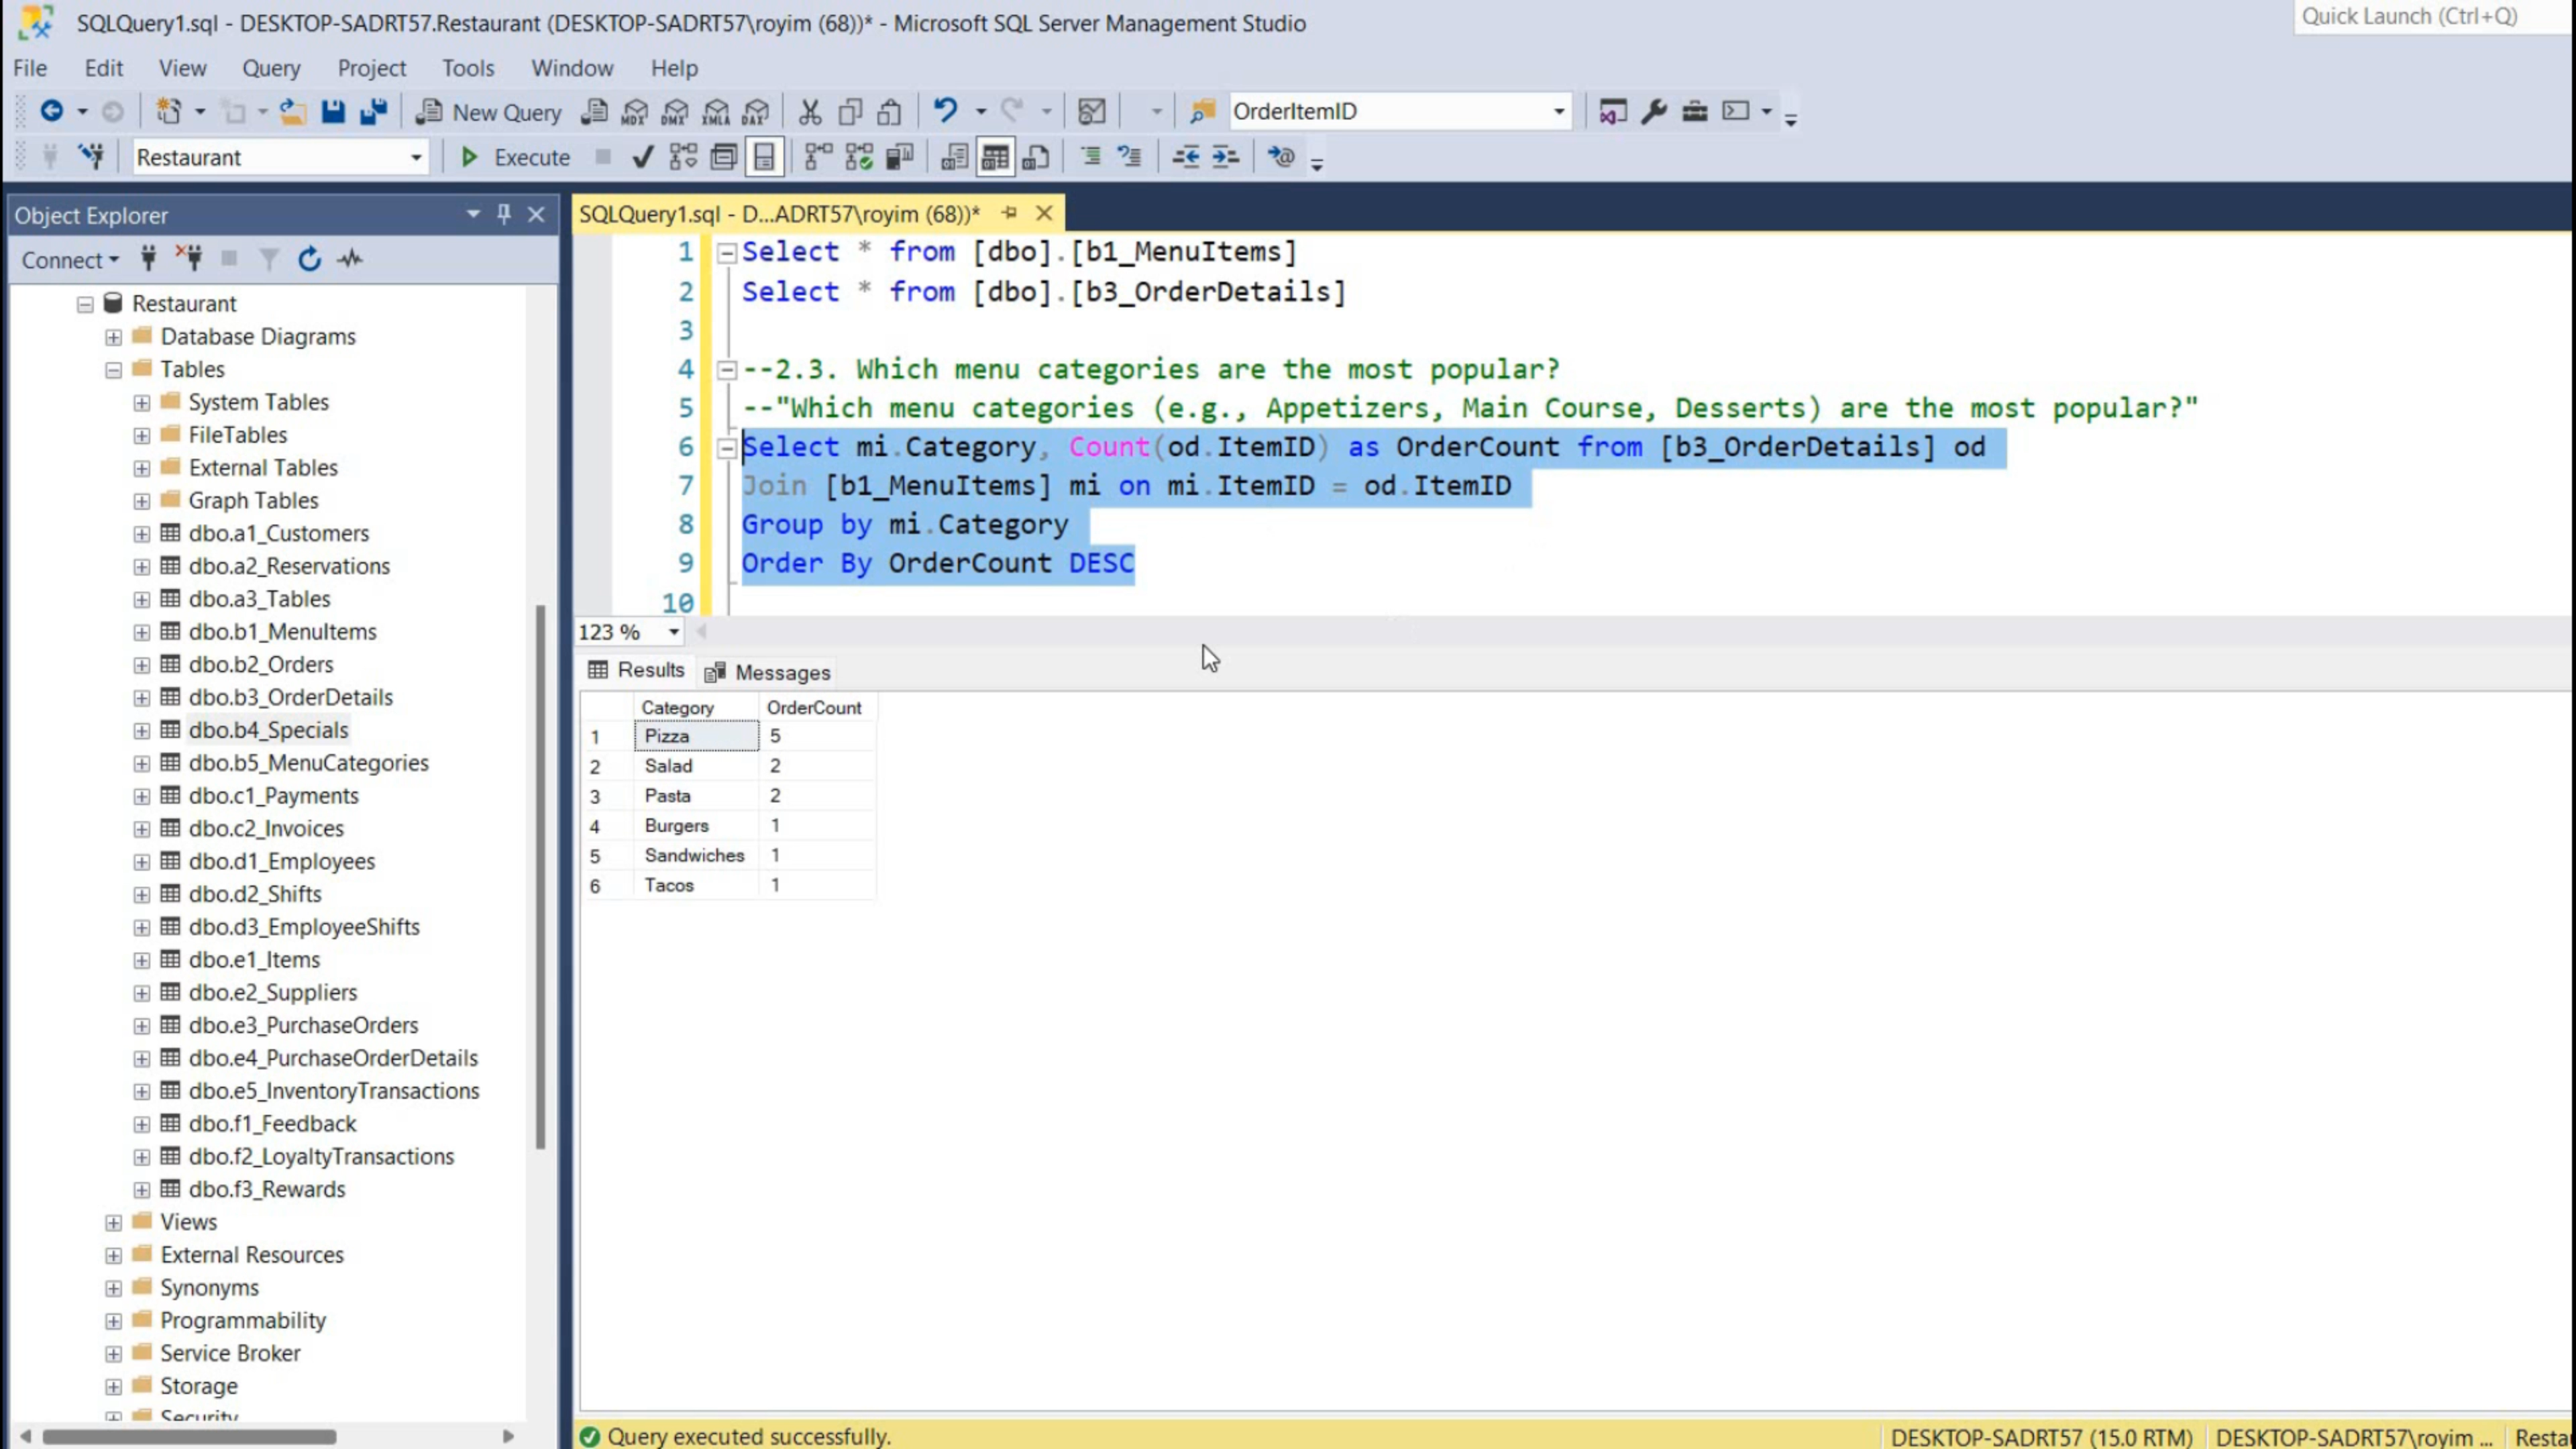 SQLQuery1.sql - DESKTOP-SADRT57.Restaurant (DESKTOP-SADRT57\royim (68))* - Microsoft SQL Server Management Studio
Quick Launch (Ctrl+Q)
File Edit View Query Project Tools Window Help
New Query MDX DMX XMLA DAX OrderItemID
Restaurant Execute
Object Explorer
Connect
Restaurant
Database Diagrams
Tables
System Tables
FileTables
External Tables
Graph Tables
dbo.a1_Customers
dbo.a2_Reservations
dbo.a3_Tables
dbo.b1_MenuItems
dbo.b2_Orders
dbo.b3_OrderDetails
dbo.b4_Specials
dbo.b5_MenuCategories
dbo.c1_Payments
dbo.c2_Invoices
dbo.d1_Employees
dbo.d2_Shifts
dbo.d3_EmployeeShifts
dbo.e1_Items
dbo.e2_Suppliers
dbo.e3_PurchaseOrders
dbo.e4_PurchaseOrderDetails
dbo.e5_InventoryTransactions
dbo.f1_Feedback
dbo.f2_LoyaltyTransactions
dbo.f3_Rewards
Views
External Resources
Synonyms
Programmability
Service Broker
Storage
Security
SQLQuery1.sql - D...ADRT57\royim (68))*
1 Select * from [dbo].[b1_MenuItems]
2 Select * from [dbo].[b3_OrderDetails]
3
4 --2.3. Which menu categories are the most popular?
5 --"Which menu categories (e.g., Appetizers, Main Course, Desserts) are the most popular?"
6 Select mi.Category, Count(od.ItemID) as OrderCount from [b3_OrderDetails] od
7 Join [b1_MenuItems] mi on mi.ItemID = od.ItemID
8 Group by mi.Category
9 Order By OrderCount DESC
10
123 %
Results Messages
Category OrderCount
1 Pizza 5
2 Salad 2
3 Pasta 2
4 Burgers 1
5 Sandwiches 1
6 Tacos 1
Query executed successfully.
DESKTOP-SADRT57 (15.0 RTM) DESKTOP-SADRT57\royim ... Resta